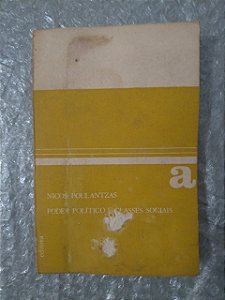 a
NICOS POULANTZAS
PODER POLÍTICO E CLASSES SOCIAIS